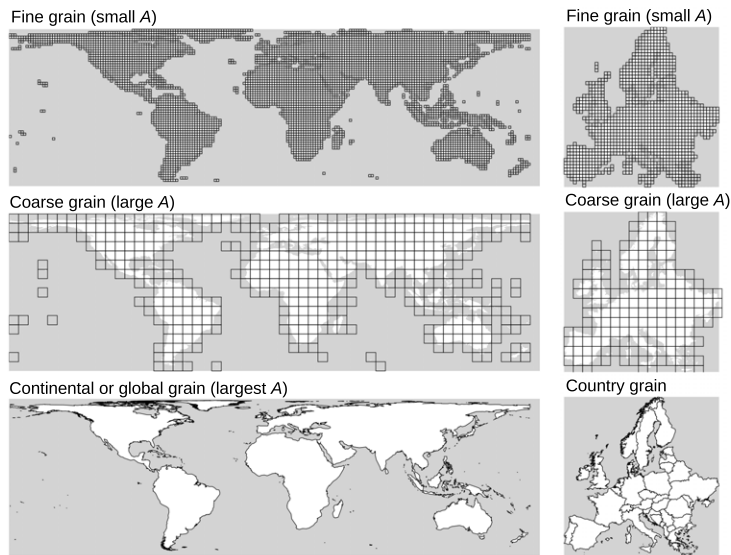 Fine grain (small A)
Fine grain (small A)
Coarse grain (large A)
Coarse grain (large A)
Continental or global grain (largest A)
Country grain